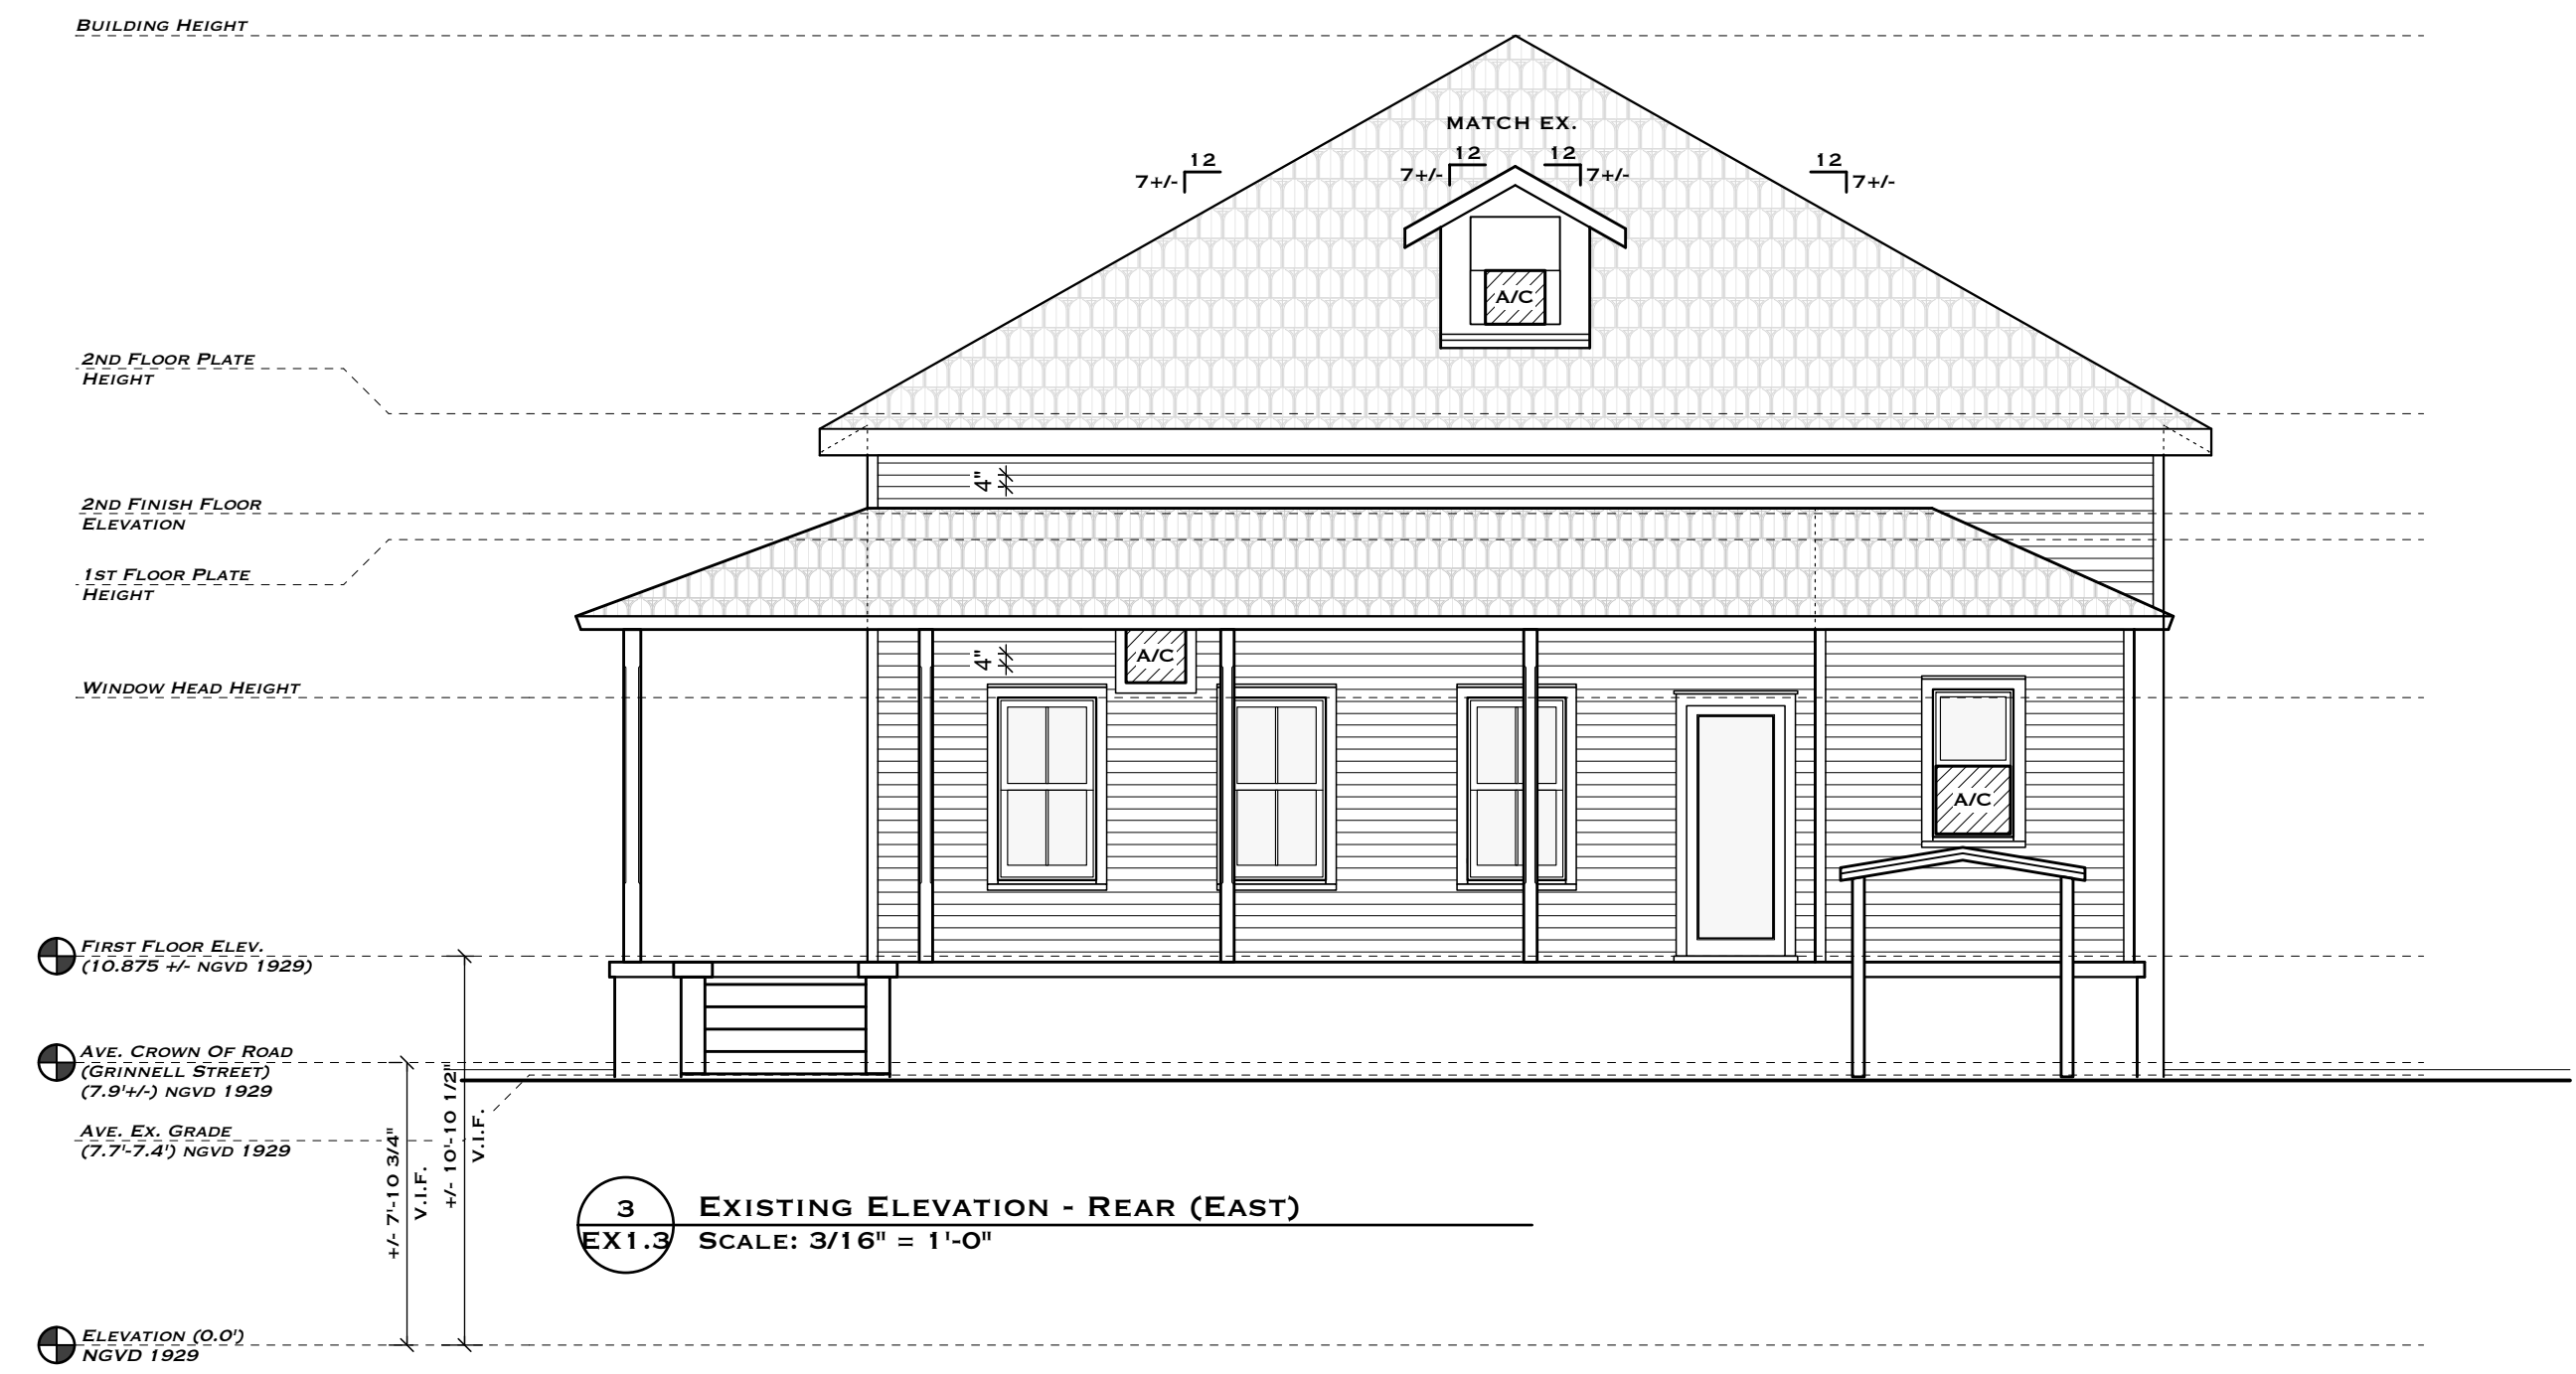 BUILDING HEIGHT
MATCH EX.
12
7+/-
12
7+/-
12
7+/-
12
7+/-
A/C
2ND FLOOR PLATE
HEIGHT
4"
2ND FINISH FLOOR
ELEVATION
1ST FLOOR PLATE
HEIGHT
4"
A/C
WINDOW HEAD HEIGHT
A/C
FIRST FLOOR ELEV.
(10.875 +/- NGVD 1929)
AVE. CROWN OF ROAD
(GRINNELL STREET)
(7.9'+/-) NGVD 1929
AVE. EX. GRADE
(7.7'-7.4') NGVD 1929
+/- 7'-10 3/4"
V.I.F.
+/- 10'-10 1/2"
V.I.F.
3
EX1.3
EXISTING ELEVATION - REAR (EAST)
SCALE: 3/16" = 1'-0"
ELEVATION (0.0')
NGVD 1929